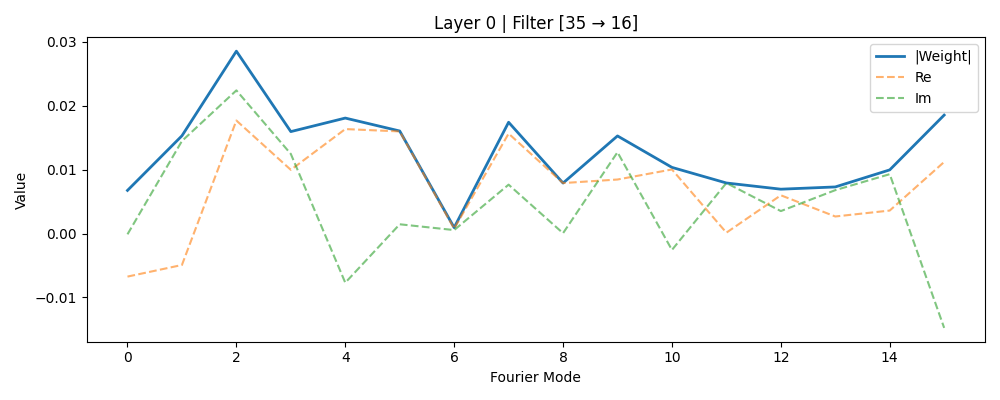 Layer 0 | Filter [35 → 16]
|Weight|
Re
Im
Value
0.03
0.02
0.01
0.00
−0.01
0 2 4 6 8 10 12 14
Fourier Mode